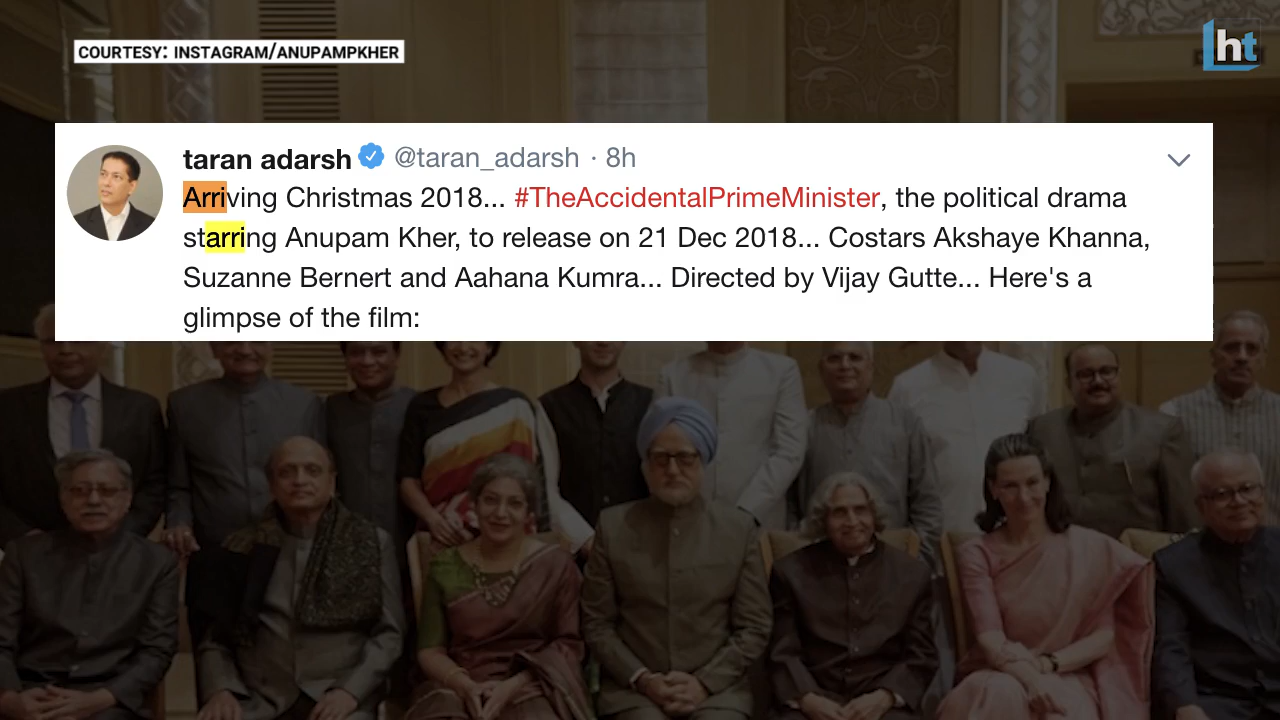 COURTESY: INSTAGRAM/ANUPAMPKHER
ht
taran adarsh @taran_adarsh · 8h
Arriving Christmas 2018... #TheAccidentalPrimeMinister, the political drama
starring Anupam Kher, to release on 21 Dec 2018... Costars Akshaye Khanna,
Suzanne Bernert and Aahana Kumra... Directed by Vijay Gutte... Here's a
glimpse of the film: